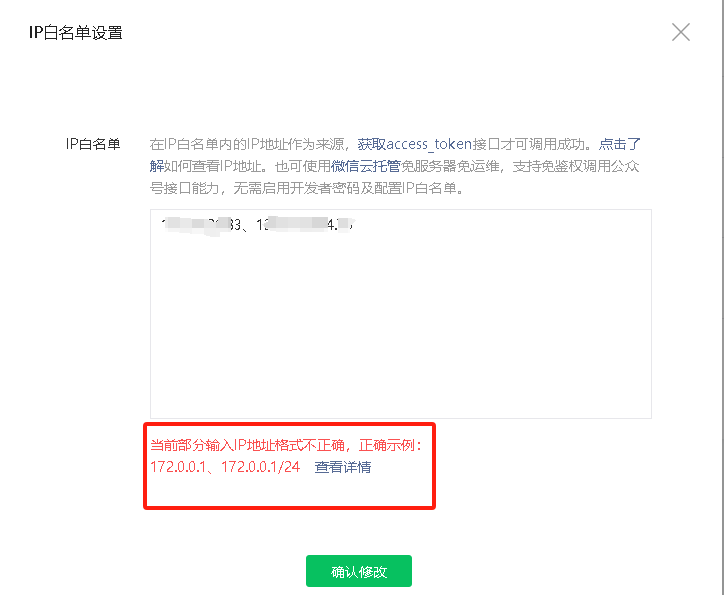 IP白名单设置
IP白名单
在IP白名单内的IP地址作为来源，获取access_token接口才可调用成功。点击了
解如何查看IP地址。也可使用微信云托管免服务器免运维，支持免鉴权调用公众
号接口能力，无需启用开发者密码及配置IP白名单。
当前部分输入IP地址格式不正确，正确示例：
172.0.0.1、172.0.0.1/24 查看详情
确认修改